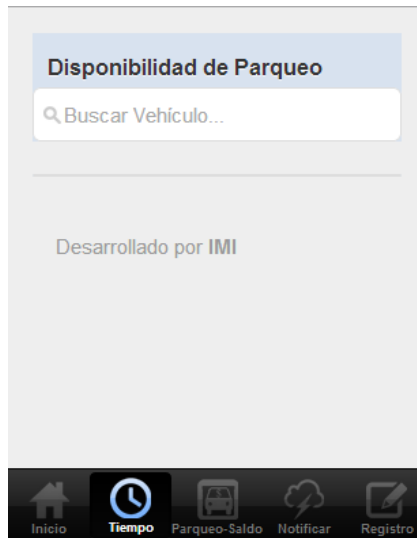 Disponibilidad de Parqueo
Buscar Vehículo...
Desarrollado por IMI
Inicio Tiempo Parqueo-Saldo Notificar Registro